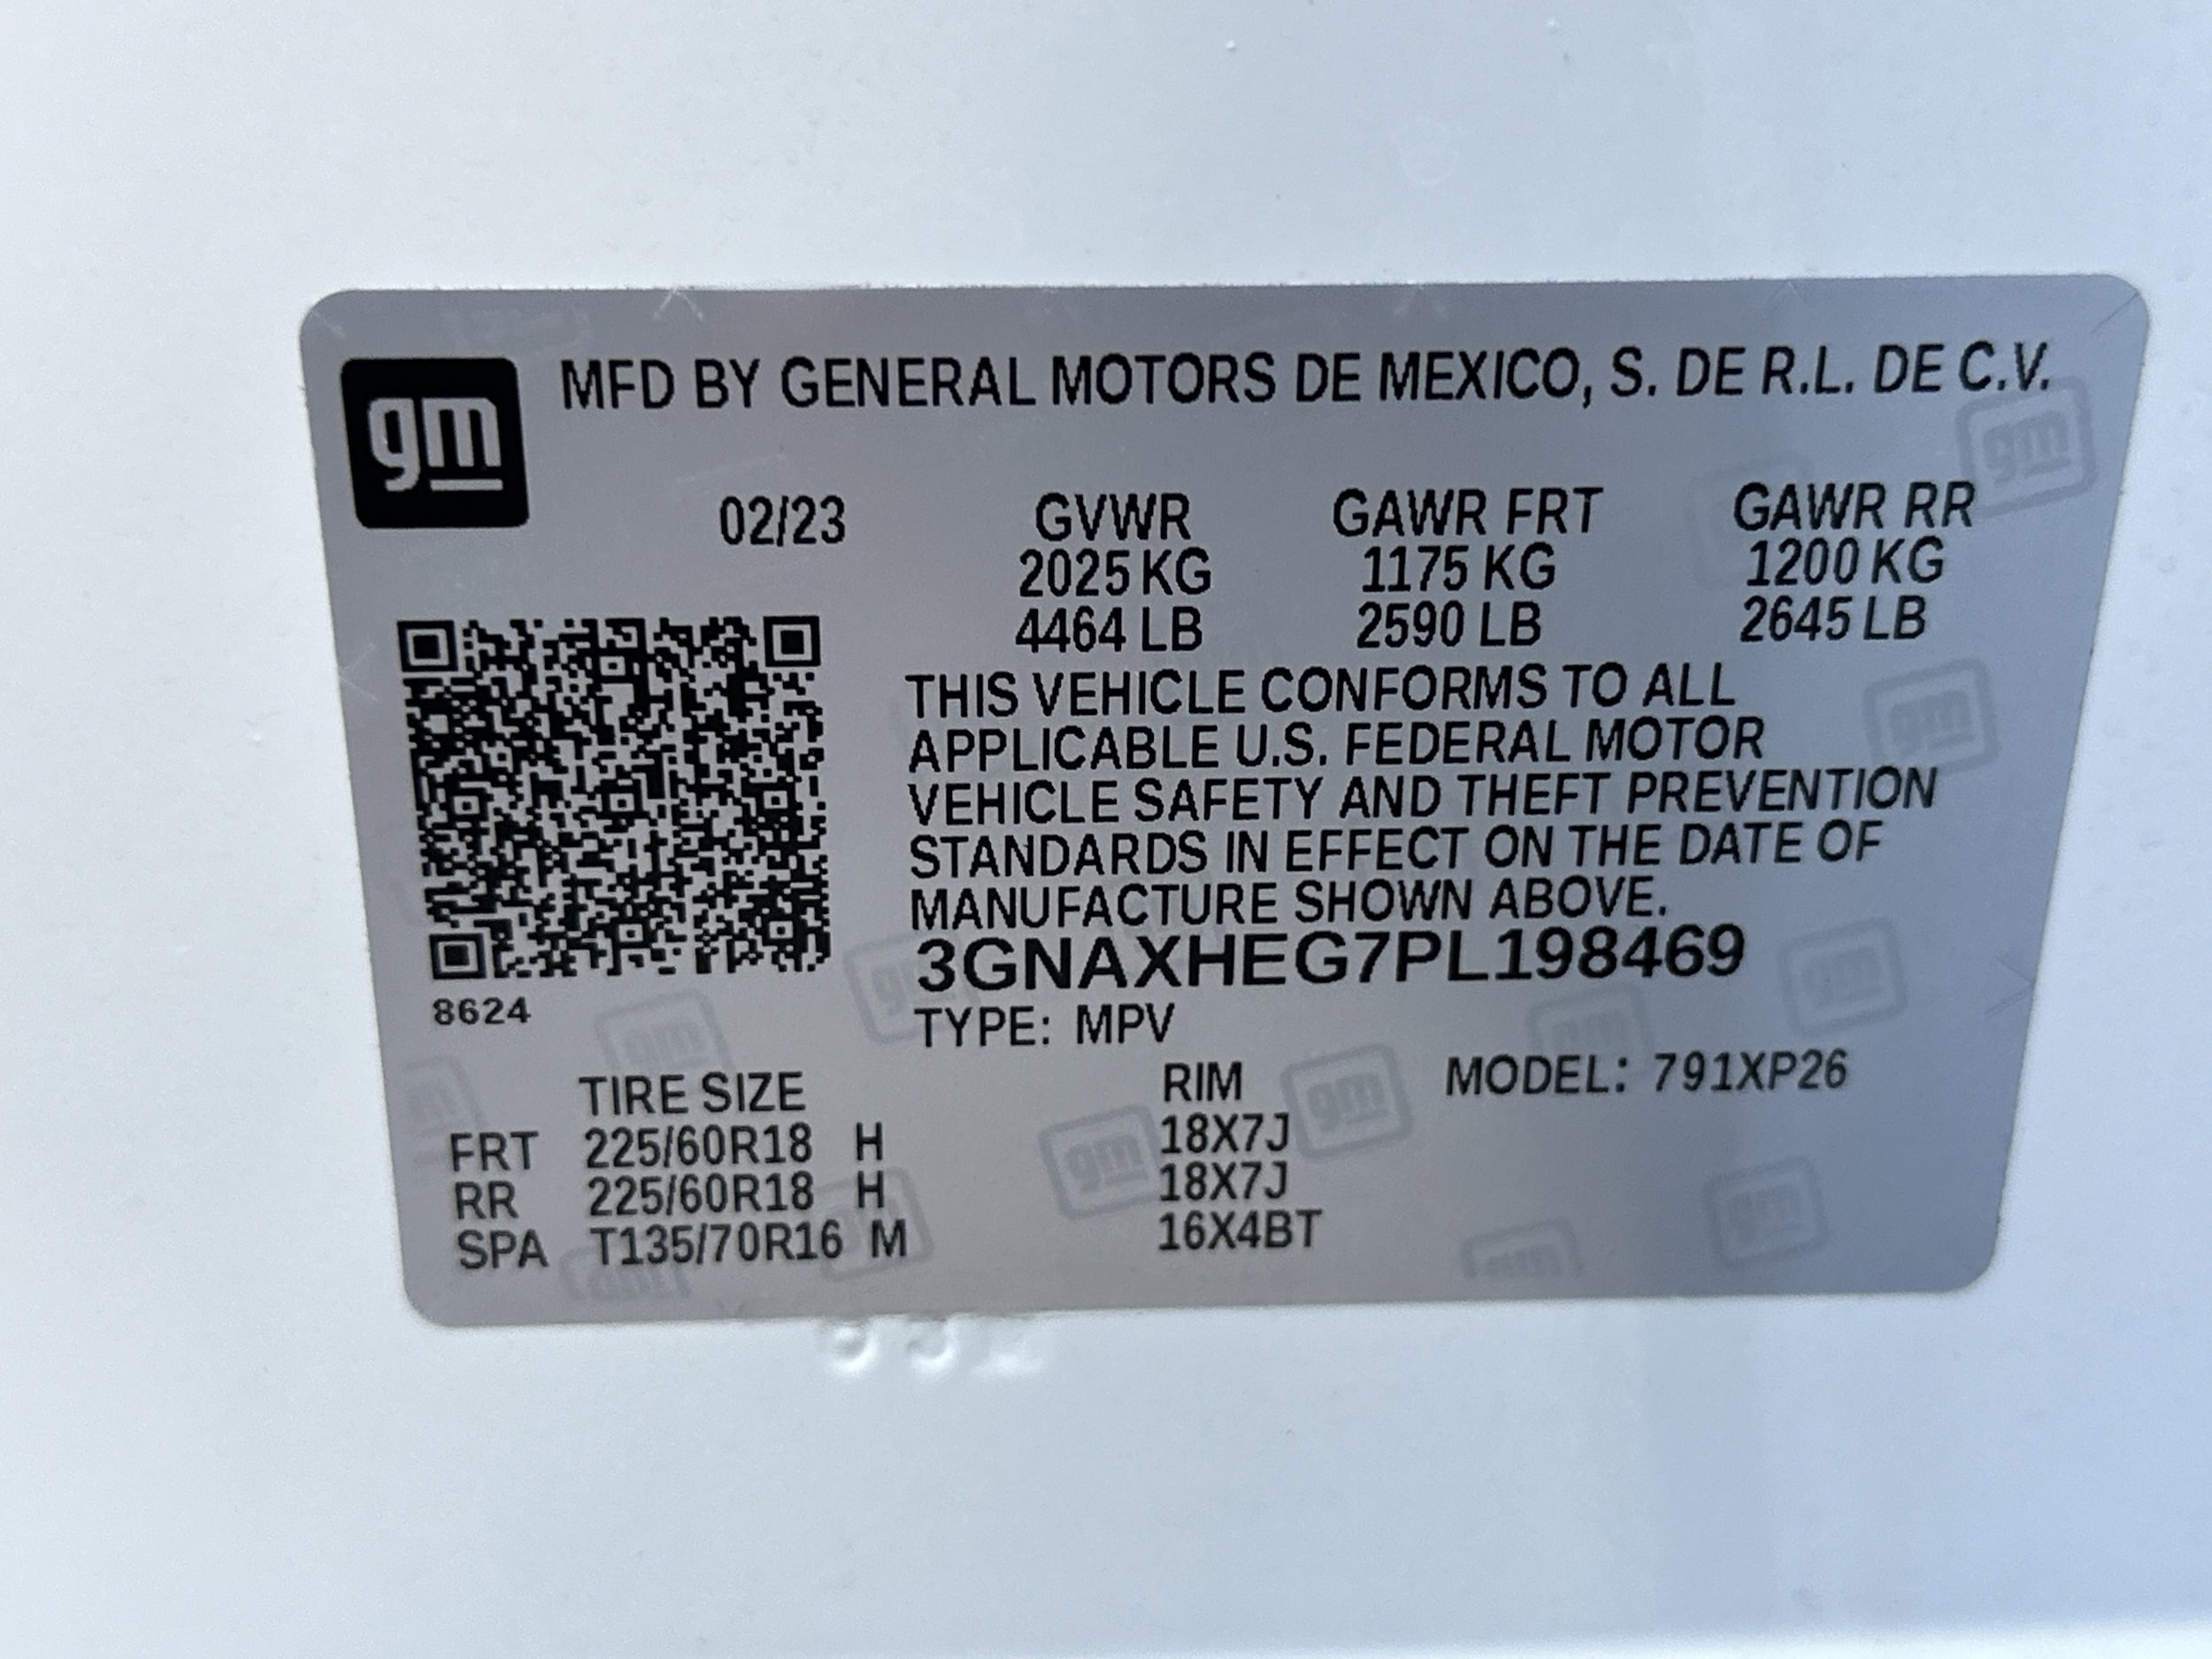 gm
MFD BY GENERAL MOTORS DE MEXICO, S. DE R.L. DE C.V.
02/23 GVWR GAWR FRT GAWR RR
2025 KG 1175 KG 1200 KG
4464 LB 2590 LB 2645 LB
THIS VEHICLE CONFORMS TO ALL
APPLICABLE U.S. FEDERAL MOTOR
VEHICLE SAFETY AND THEFT PREVENTION
STANDARDS IN EFFECT ON THE DATE OF
MANUFACTURE SHOWN ABOVE.
3GNAXHEG7PL198469
8624
TYPE: MPV
TIRE SIZE RIM MODEL: 791XP26
FRT 225/60R18 H 18X7J
RR 225/60R18 H 18X7J
SPA T135/70R16 M 16X4BT